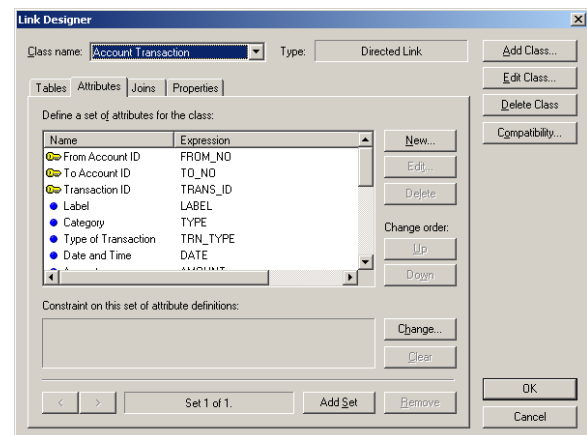 Link Designer
Class name: Account Transaction Type: Directed Link
Add Class...
Edit Class...
Delete Class
Compatibility...
Tables Attributes Joins Properties
Define a set of attributes for the class:
Name Expression
From Account ID FROM_NO
To Account ID TO_NO
Transaction ID TRANS_ID
Label LABEL
Category TYPE
Type of Transaction TRN_TYPE
Date and Time DATE
New...
Edit...
Delete
Change order:
Up
Down
Constraint on this set of attribute definitions:
Change...
Clear
< > Set 1 of 1. Add Set Remove
OK
Cancel